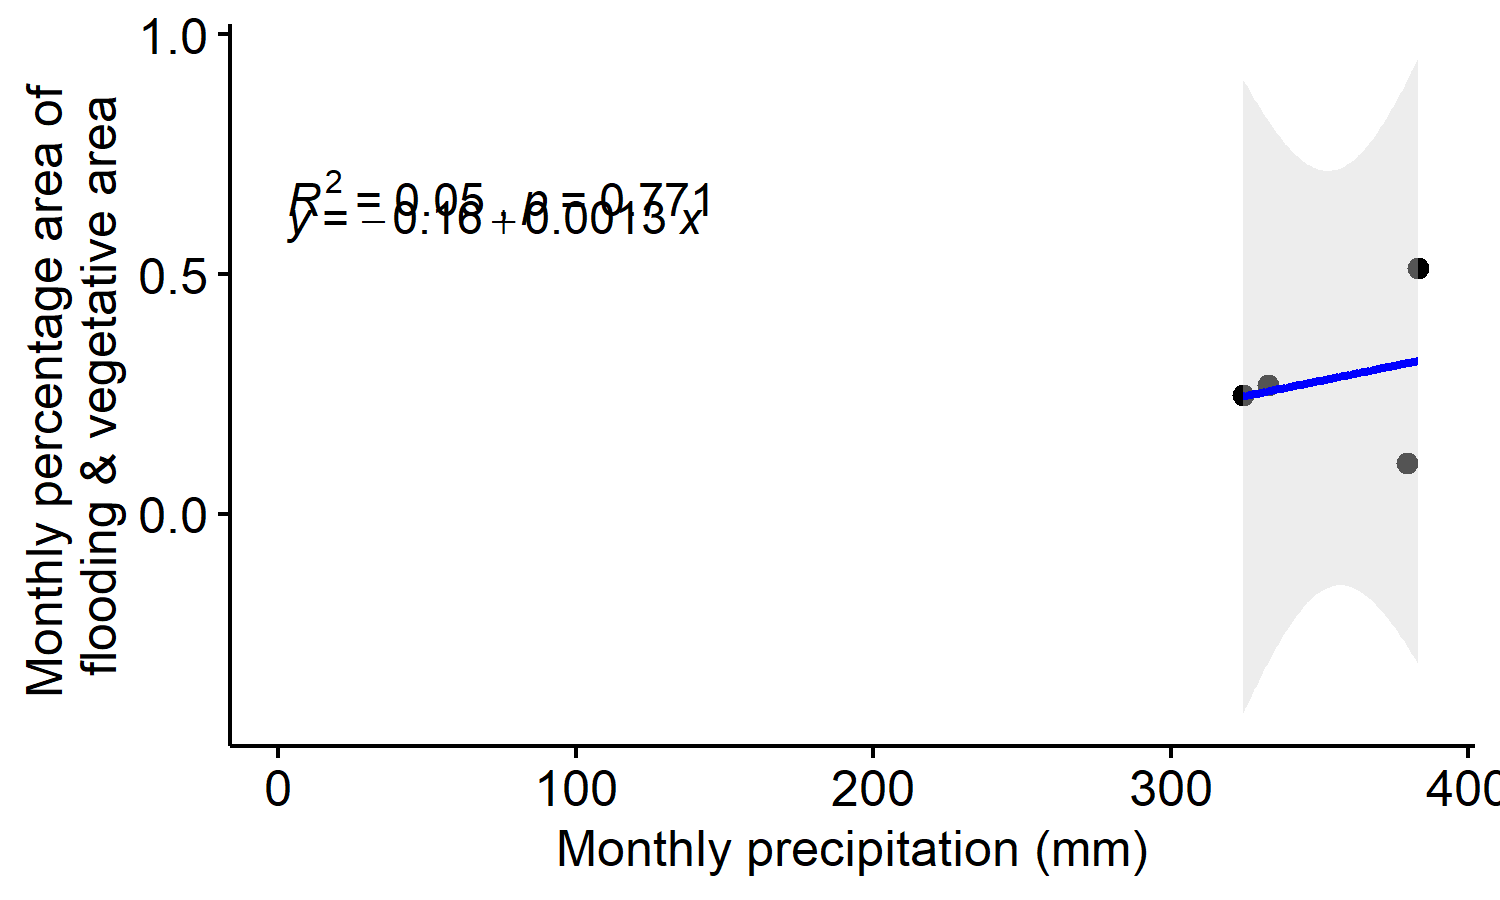 Monthly percentage area of
flooding & vegetative area
1.0
0.5
0.0
R² = 0.05 , p = 0.771
y = −0.16 + 0.0013 x
0 100 200 300 400
Monthly precipitation (mm)